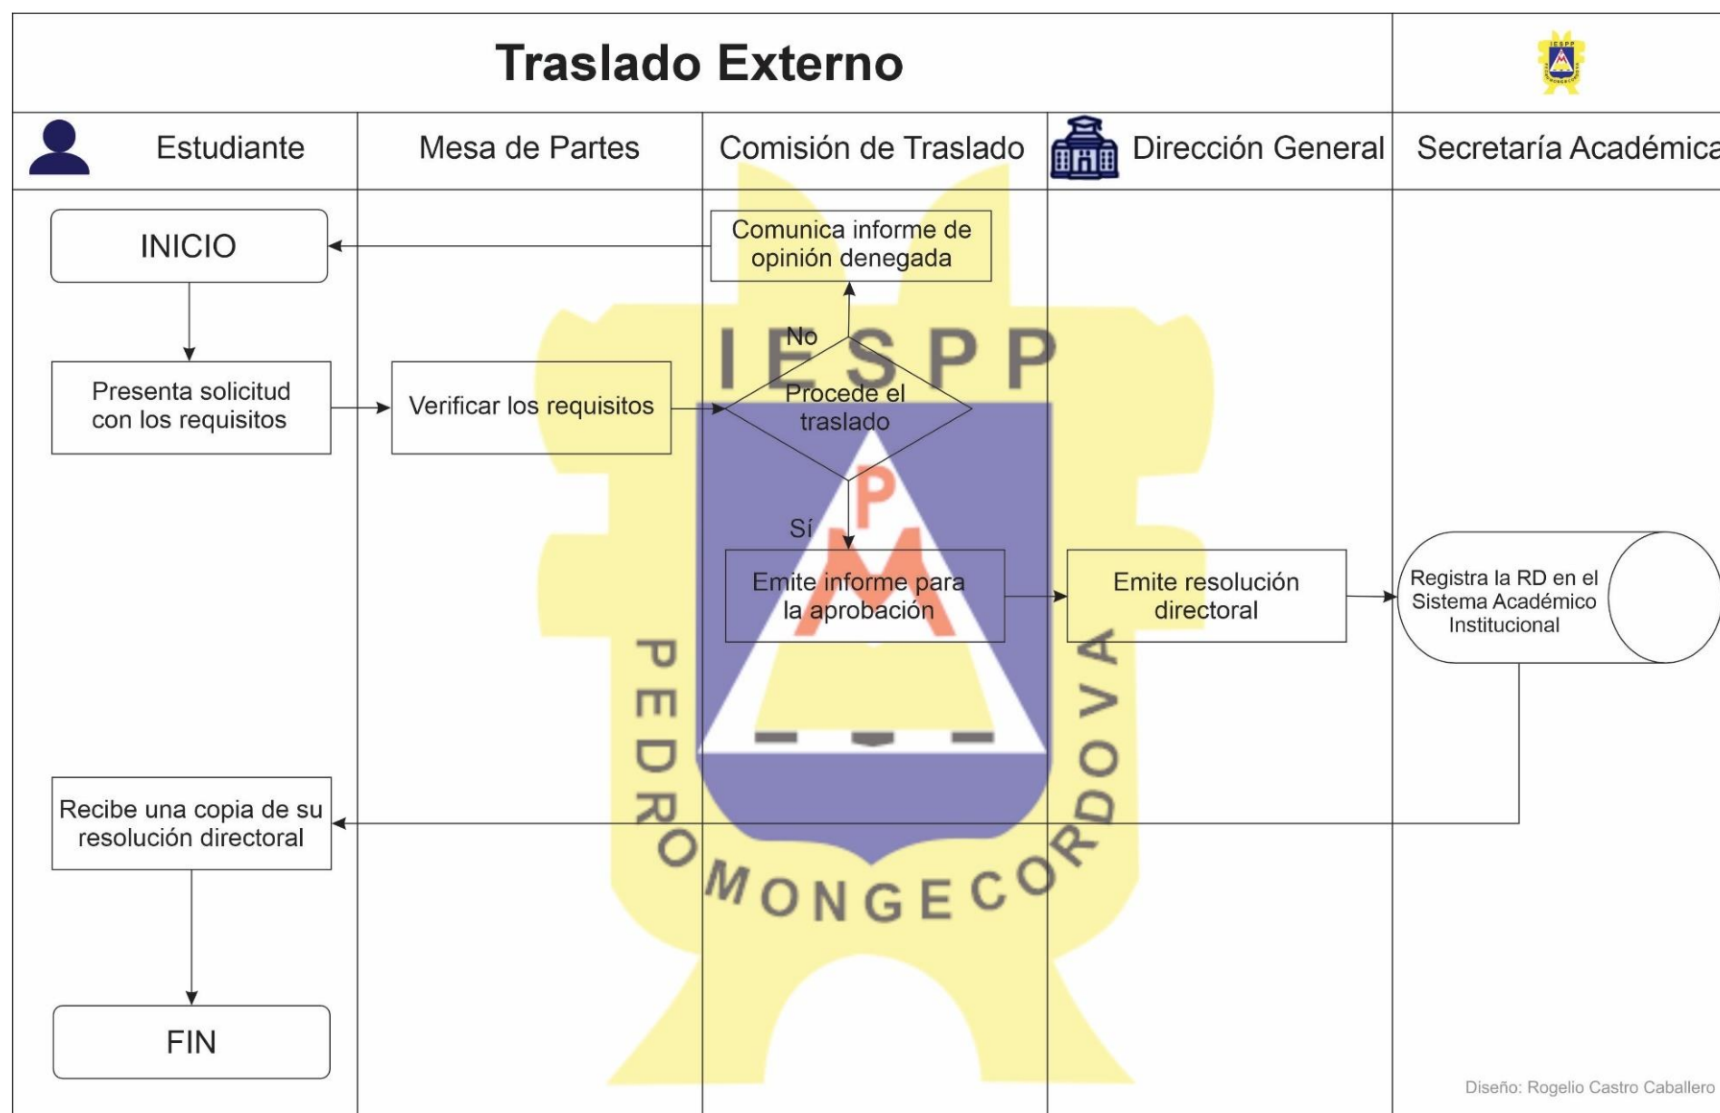 Traslado Externo
IESPP
PEDROMONGECORDOVA
Estudiante
Mesa de Partes
Comisión de Traslado
Dirección General
Secretaría Académica
INICIO
Comunica informe de
opinión denegada
No
IESPP
Presenta solicitud
con los requisitos
Verificar los requisitos
Procede el
traslado
P
M
Sí
Emite informe para
la aprobación
Emite resolución
directoral
Registra la RD en el
Sistema Académico
Institucional
PEDROMONGECORDOVA
Recibe una copia de su
resolución directoral
FIN
Diseño: Rogelio Castro Caballero